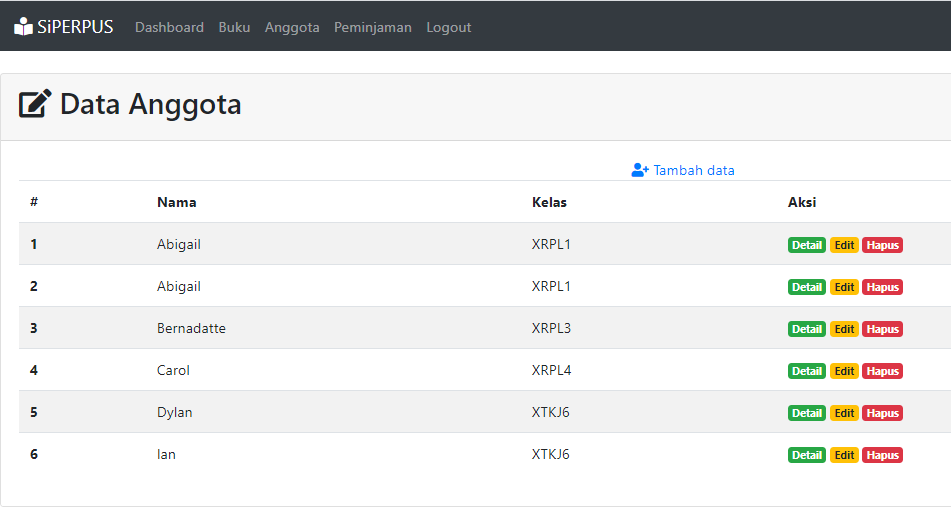 SiPERPUS Dashboard Buku Anggota Peminjaman Logout
Data Anggota
Tambah data
# Nama Kelas Aksi
1 Abigail XRPL1 Detail Edit Hapus
2 Abigail XRPL1 Detail Edit Hapus
3 Bernadatte XRPL3 Detail Edit Hapus
4 Carol XRPL4 Detail Edit Hapus
5 Dylan XTKJ6 Detail Edit Hapus
6 Ian XTKJ6 Detail Edit Hapus